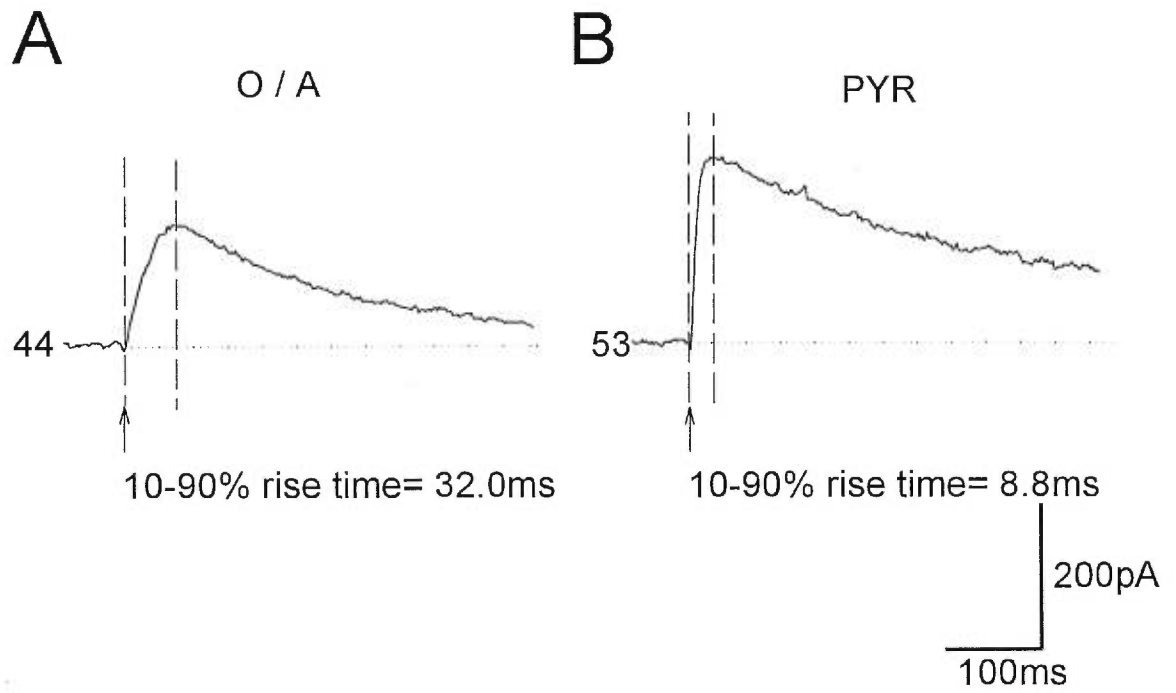 A
O / A
44
10-90% rise time= 32.0ms
B
PYR
53
10-90% rise time= 8.8ms
200pA
100ms